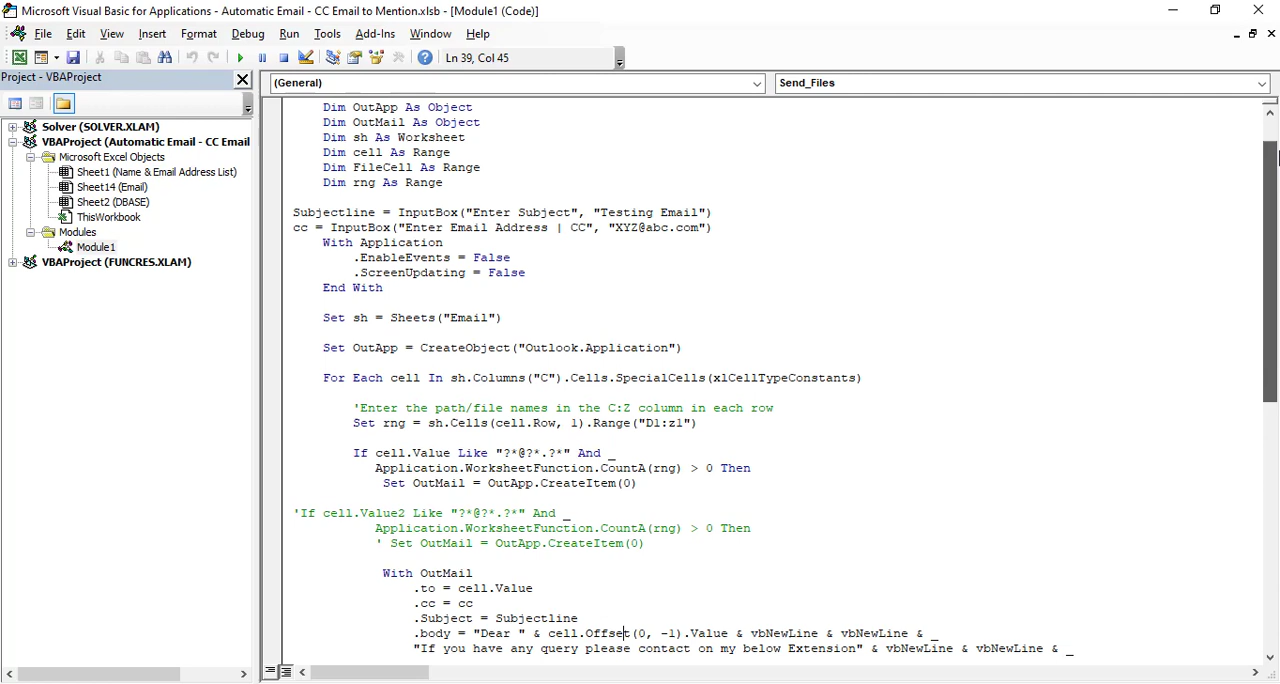 Microsoft Visual Basic for Applications - Automatic Email - CC Email to Mention.xlsb - [Module1 (Code)]
File Edit View Insert Format Debug Run Tools Add-Ins Window Help
Ln 39, Col 45
Project - VBAProject
(General) Send_Files
Solver (SOLVER.XLAM)
VBAProject (Automatic Email - CC Email
Microsoft Excel Objects
Sheet1 (Name & Email Address List)
Sheet14 (Email)
Sheet2 (DBASE)
ThisWorkbook
Modules
Module1
VBAProject (FUNCRES.XLAM)
Dim OutApp As Object
Dim OutMail As Object
Dim sh As Worksheet
Dim cell As Range
Dim FileCell As Range
Dim rng As Range
Subjectline = InputBox("Enter Subject", "Testing Email")
cc = InputBox("Enter Email Address | CC", "XYZ@abc.com")
With Application
.EnableEvents = False
.ScreenUpdating = False
End With
Set sh = Sheets("Email")
Set OutApp = CreateObject("Outlook.Application")
For Each cell In sh.Columns("C").Cells.SpecialCells(xlCellTypeConstants)
'Enter the path/file names in the C:Z column in each row
Set rng = sh.Cells(cell.Row, 1).Range("D1:z1")
If cell.Value Like "?*@?*.?*" And _
Application.WorksheetFunction.CountA(rng) > 0 Then
Set OutMail = OutApp.CreateItem(0)
'If cell.Value2 Like "?*@?*.?*" And _
Application.WorksheetFunction.CountA(rng) > 0 Then
' Set OutMail = OutApp.CreateItem(0)
With OutMail
.to = cell.Value
.cc = cc
.Subject = Subjectline
.body = "Dear " & cell.Offset(0, -1).Value & vbNewLine & vbNewLine & _
"If you have any query please contact on my below Extension" & vbNewLine & vbNewLine & _